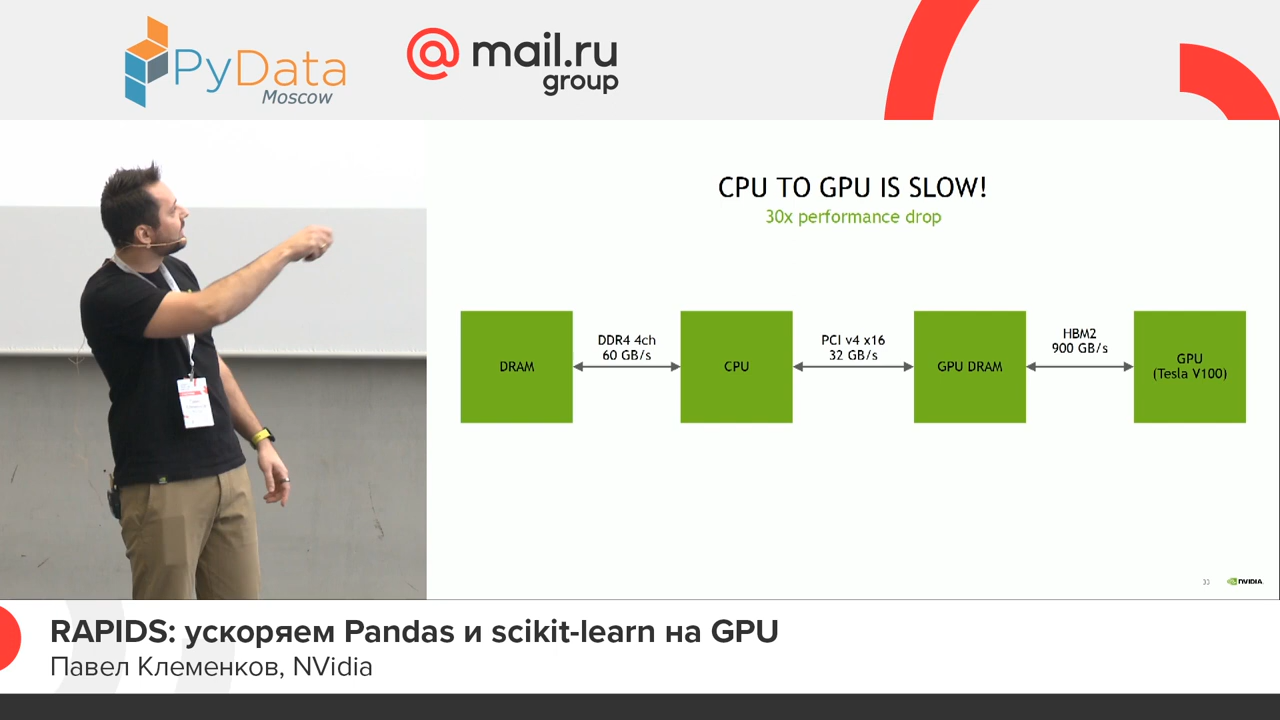 PyData
Moscow
@mail.ru
group
CPU TO GPU IS SLOW!
30x performance drop
DRAM
DDR4 4ch
60 GB/s
CPU
PCI v4 x16
32 GB/s
GPU DRAM
HBM2
900 GB/s
GPU
(Tesla V100)
33
NVIDIA
RAPIDS: ускоряем Pandas и scikit-learn на GPU
Павел Клеменков, NVidia